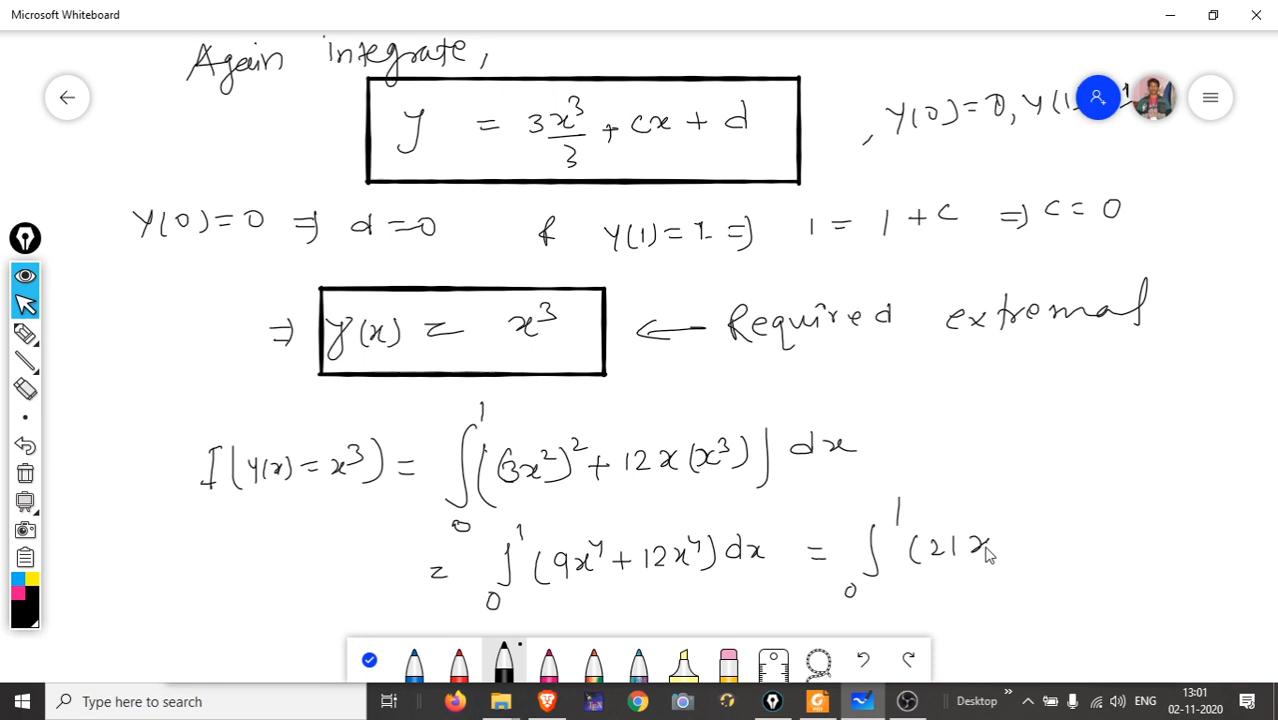 Microsoft Whiteboard
Again integrate,
y = 3x³/3 + cx + d , y(0)=0, y(1
y(0)=0 ⇒ d=0 & y(1)=1 ⇒ 1 = 1 + c ⇒ c = 0
⇒ y(x) = x³ ← Required extremal
I(y(x) = x³) = ∫₀¹ ((3x²)² + 12x(x³)) dx
= ∫₀¹ (9x⁴ + 12x⁴) dx = ∫₀¹ (21x
Type here to search
Desktop
ENG
13:01
02-11-2020